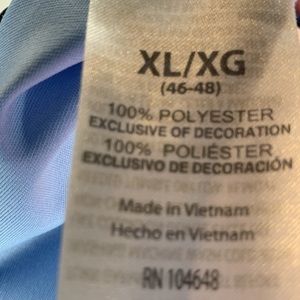 XL/XG
(46-48)
100% POLYESTER
EXCLUSIVE OF DECORATION
100% POLIÉSTER
EXCLUSIVO DE DECORACIÓN
Made in Vietnam
Hecho en Vietnam
RN 104648